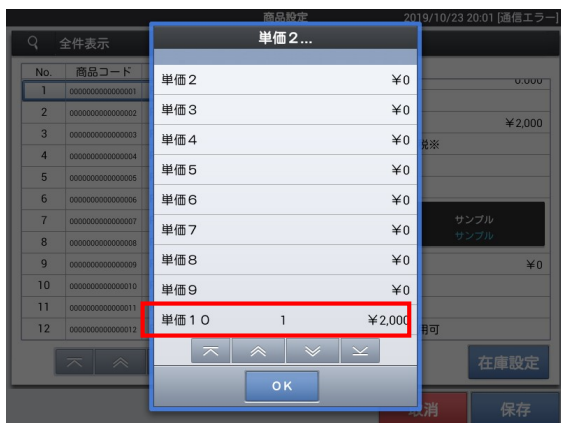 商品設定 2019/10/23 20:01 [通信エラー]
全件表示
単価2...
No. 商品コード
1 0000000000000001
2 0000000000000002
3 0000000000000003
4 0000000000000004
5 0000000000000005
6 0000000000000006
7 0000000000000007
8 0000000000000008
9 0000000000000009
10 0000000000000010
11 0000000000000011
12 0000000000000012
単価2 ¥0
単価3 ¥0
単価4 ¥0
単価5 ¥0
単価6 ¥0
単価7 ¥0
単価8 ¥0
単価9 ¥0
単価10 1 ¥2,000
OK
0.000
¥2,000
税※
サンプル
サンプル
¥0
用可
在庫設定
取消
保存